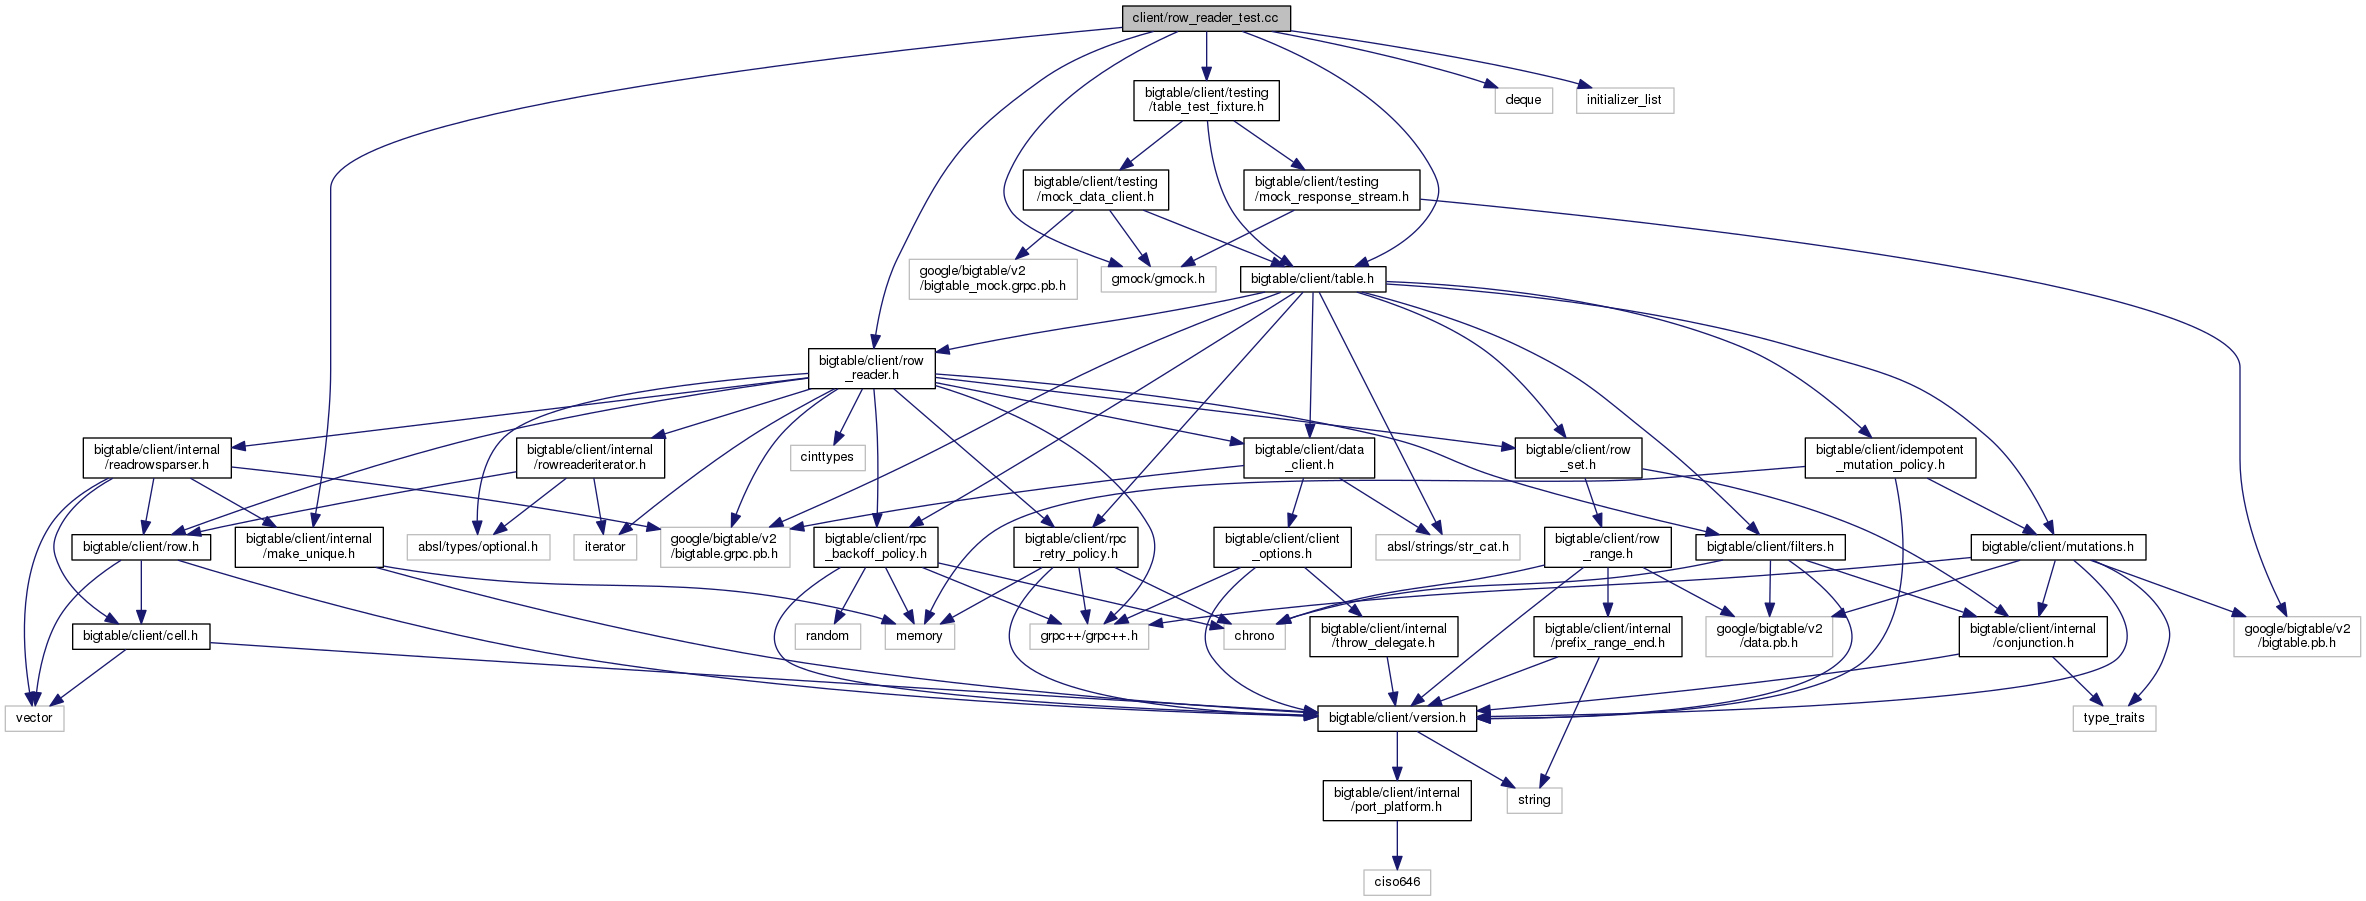 client/row_reader_test.cc
bigtable/client/testing
/table_test_fixture.h
deque
initializer_list
bigtable/client/testing
/mock_data_client.h
bigtable/client/testing
/mock_response_stream.h
google/bigtable/v2
/bigtable_mock.grpc.pb.h
gmock/gmock.h
bigtable/client/table.h
bigtable/client/row
_reader.h
bigtable/client/internal
/readrowsparser.h
bigtable/client/internal
/rowreaderiterator.h
cinttypes
bigtable/client/data
_client.h
bigtable/client/row
_set.h
bigtable/client/idempotent
_mutation_policy.h
bigtable/client/row.h
bigtable/client/internal
/make_unique.h
absl/types/optional.h
iterator
google/bigtable/v2
/bigtable.grpc.pb.h
bigtable/client/rpc
_backoff_policy.h
bigtable/client/rpc
_retry_policy.h
bigtable/client/client
_options.h
absl/strings/str_cat.h
bigtable/client/row
_range.h
bigtable/client/filters.h
bigtable/client/mutations.h
bigtable/client/cell.h
random
memory
grpc++/grpc++.h
chrono
bigtable/client/internal
/throw_delegate.h
bigtable/client/internal
/prefix_range_end.h
google/bigtable/v2
/data.pb.h
bigtable/client/internal
/conjunction.h
google/bigtable/v2
/bigtable.pb.h
vector
bigtable/client/version.h
type_traits
bigtable/client/internal
/port_platform.h
string
ciso646